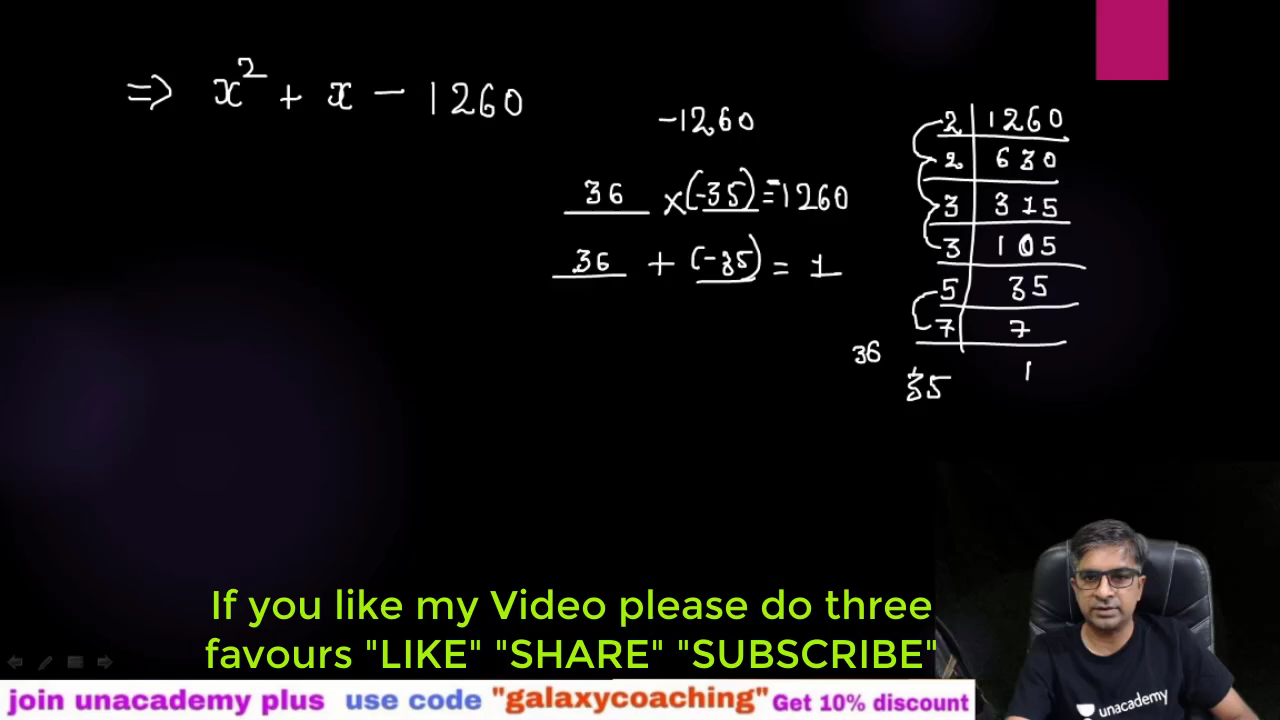 ⇒ x² + x − 1260
−1260
36 × (−35) = −1260
36 + (−35) = 1
2 | 1260
2 | 630
3 | 315
3 | 105
5 | 35
7 | 7
1
36
35
If you like my Video please do three
favours "LIKE" "SHARE" "SUBSCRIBE"
unacademy
join unacademy plus use code "galaxycoaching" Get 10% discount